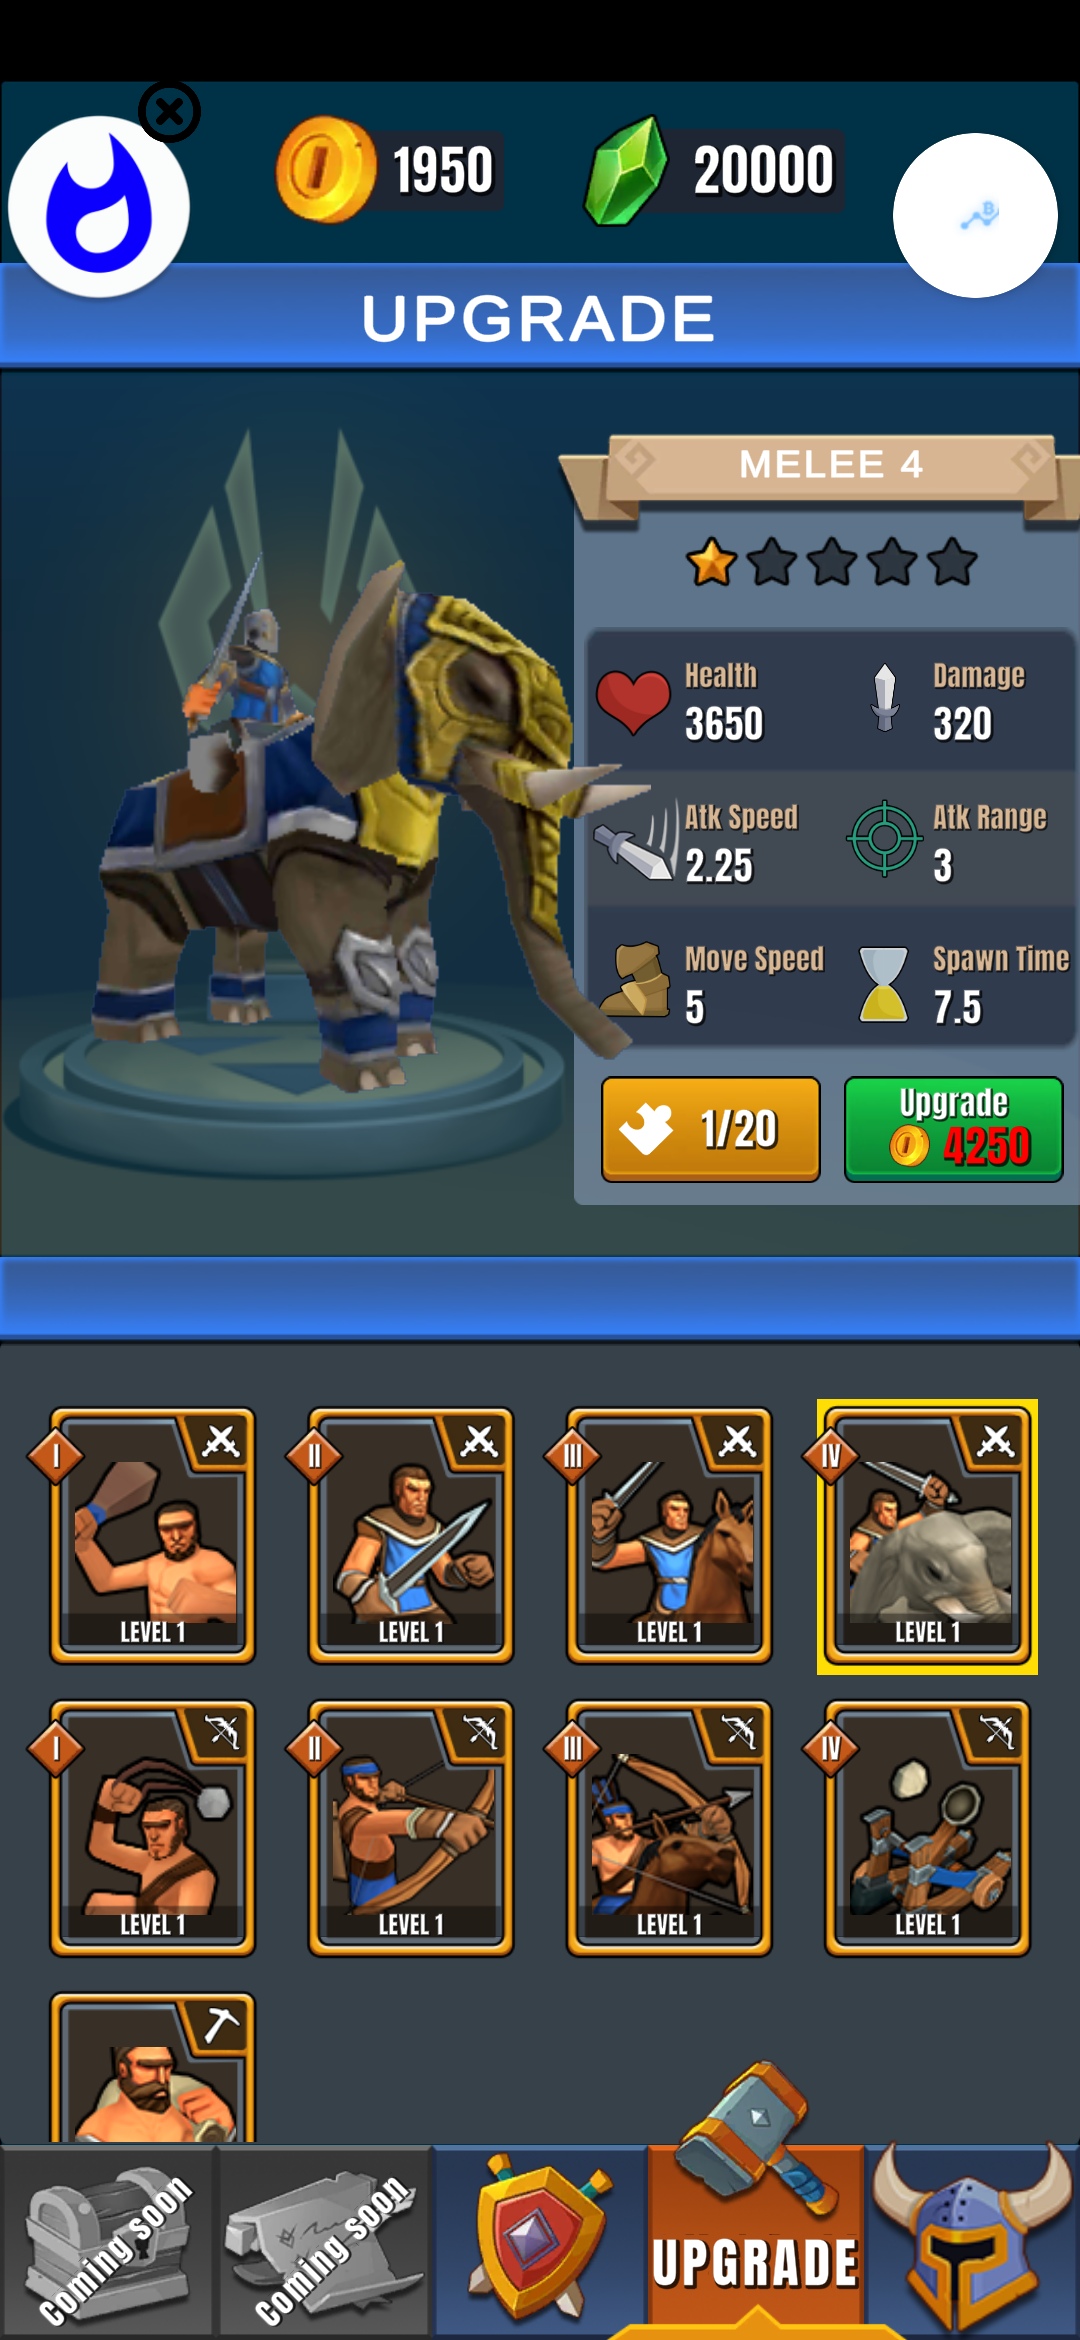 1950
20000
UPGRADE
MELEE 4
Health
3650
Damage
320
Atk Speed
2.25
Atk Range
3
Move Speed
5
Spawn Time
7.5
1/20
Upgrade
4250
I
II
III
IV
LEVEL 1
LEVEL 1
LEVEL 1
LEVEL 1
I
II
III
IV
LEVEL 1
LEVEL 1
LEVEL 1
LEVEL 1
Coming soon
Coming soon
UPGRADE